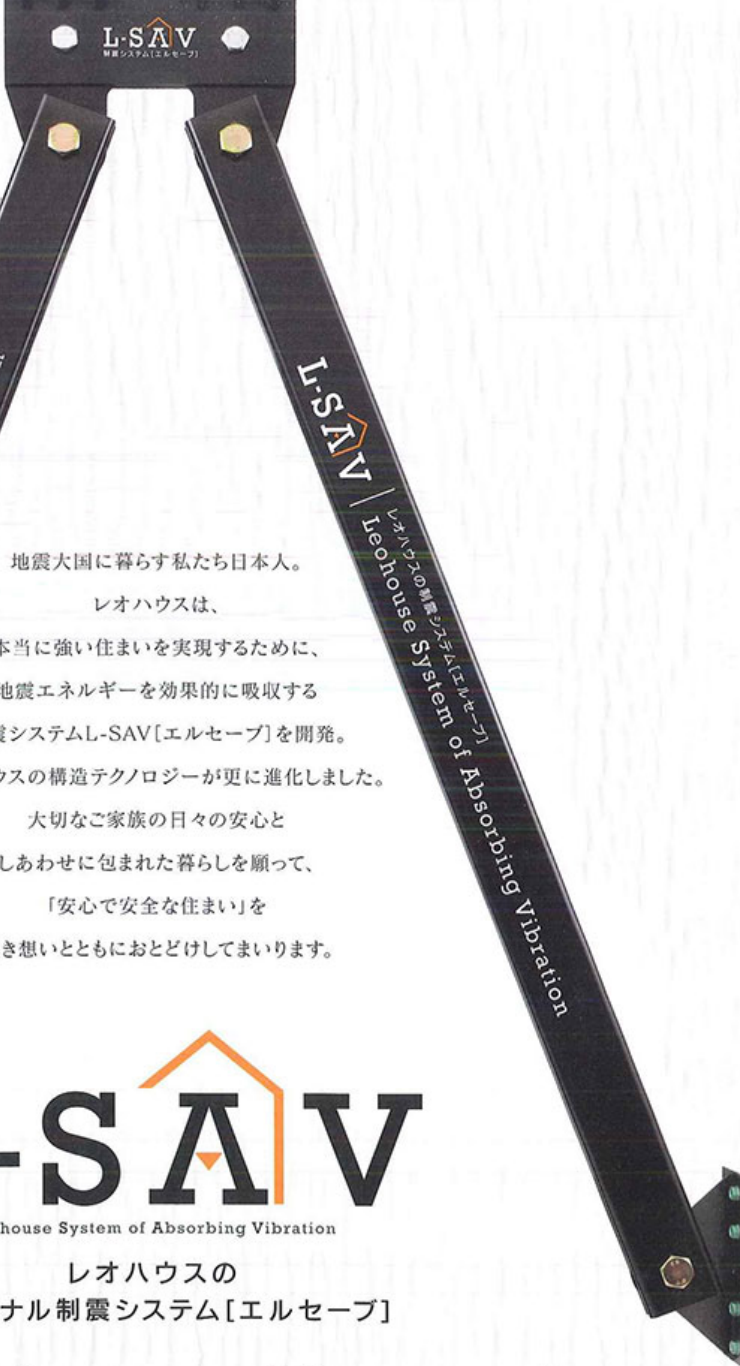 L-SAV
制震システム[エルセーブ]
L-SAV
レオハウスの制震システム[エルセーブ]
Leohouse System of Absorbing Vibration
地震大国に暮らす私たち日本人。
レオハウスは、
本当に強い住まいを実現するために、
地震エネルギーを効果的に吸収する
震システムL-SAV[エルセーブ]を開発。
ウスの構造テクノロジーが更に進化しました。
大切なご家族の日々の安心と
しあわせに包まれた暮らしを願って、
「安心で安全な住まい」を
き想いとともにおとどけしてまいります。
-SAV
house System of Absorbing Vibration
レオハウスの
ナル制震システム[エルセーブ]